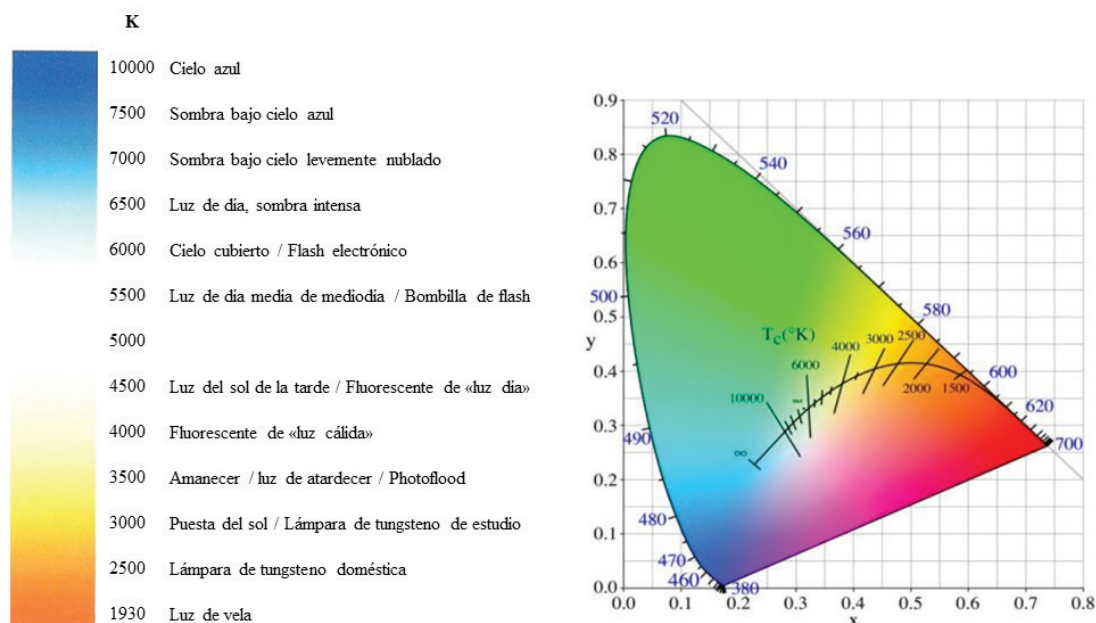 K
10000 Cielo azul
7500 Sombra bajo cielo azul
7000 Sombra bajo cielo levemente nublado
6500 Luz de día, sombra intensa
6000 Cielo cubierto / Flash electrónico
5500 Luz de dia media de mediodia / Bombilla de flash
5000
4500 Luz del sol de la tarde / Fluorescente de «luz dia»
4000 Fluorescente de «luz cálida»
3500 Amanecer / luz de atardecer / Photoflood
3000 Puesta del sol / Lámpara de tungsteno de estudio
2500 Lámpara de tungsteno doméstica
1930 Luz de vela
0.9
520
0.8
540
0.7
560
0.6
500
580
0.5
y
Tc(°K)
3000 2500
4000
6000
0.4
600
2000 1500
10000
620
0.3
490
700
∞
0.2
480
0.1
470
460
0.0
380
0.0 0.1 0.2 0.3 0.4 0.5 0.6 0.7 0.8
x